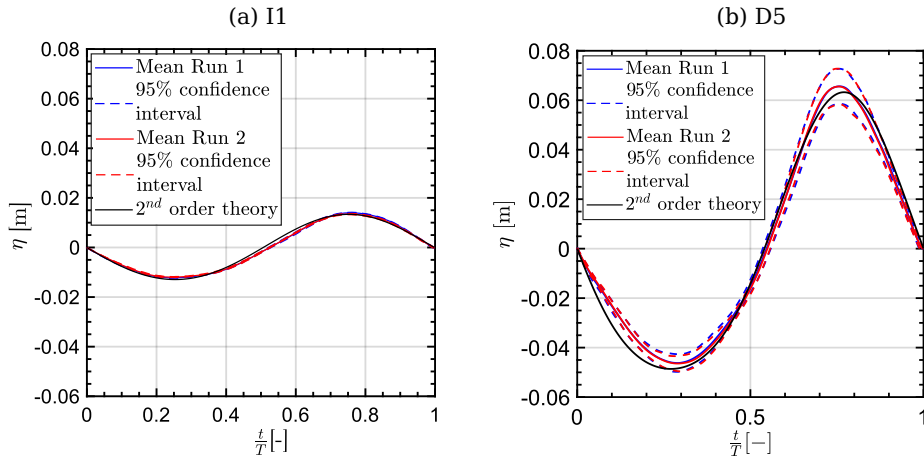 (a) I1
(b) D5
0.08
0.06
0.04
0.02
0
-0.02
-0.04
-0.06
η [m]
Mean Run 1
95% confidence
interval
Mean Run 2
95% confidence
interval
2nd order theory
0 0.2 0.4 0.6 0.8 1
t/T [-]
0.08
0.06
0.04
0.02
0
-0.02
-0.04
-0.06
η [m]
Mean Run 1
95% confidence
interval
Mean Run 2
95% confidence
interval
2nd order theory
0 0.5 1
t/T [−]